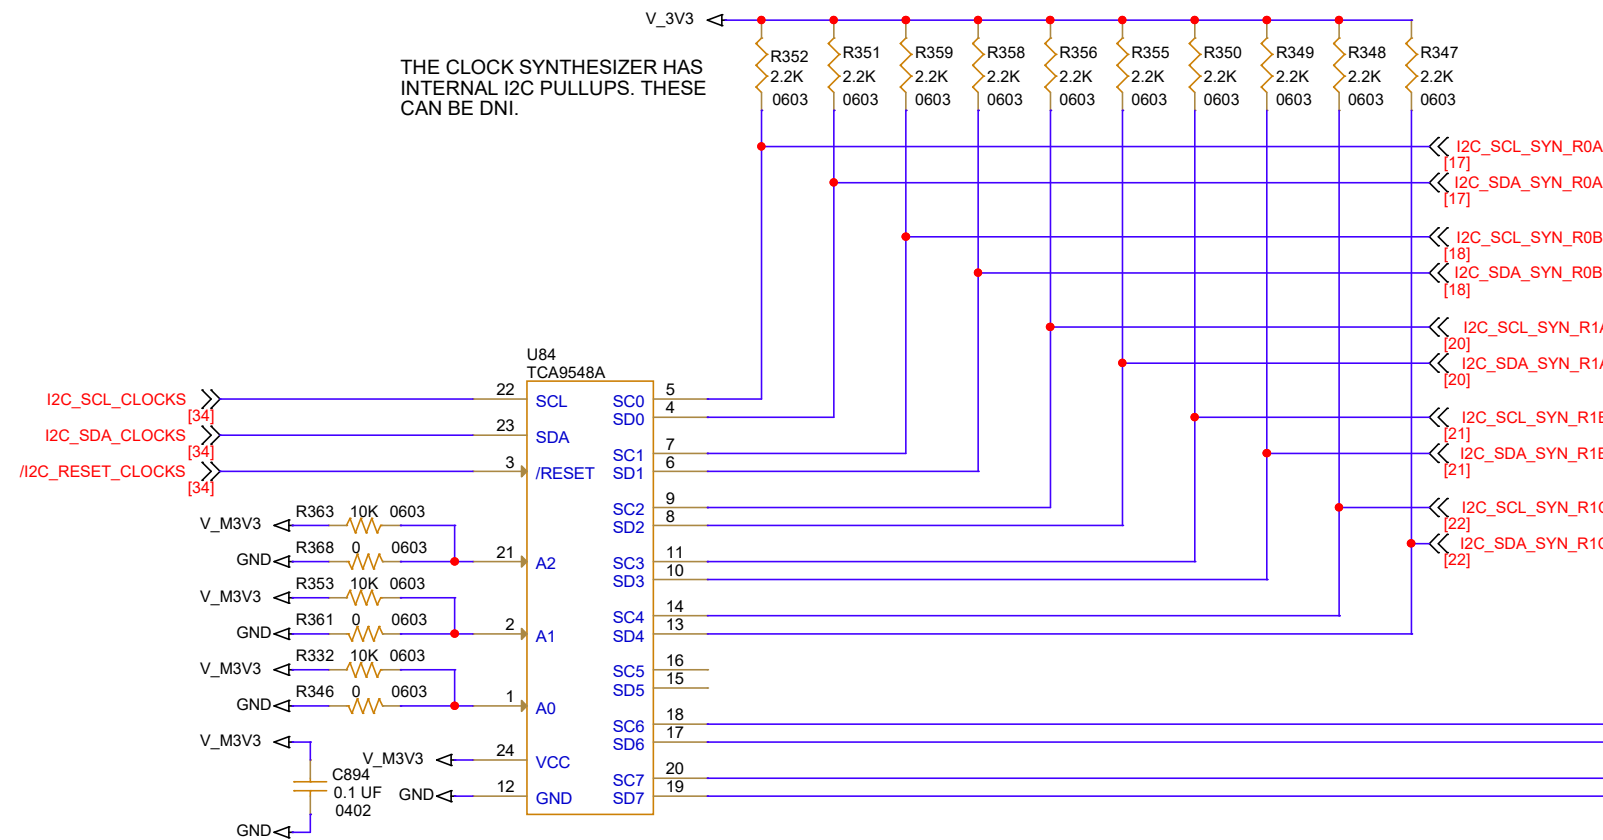 V_3V3
THE CLOCK SYNTHESIZER HAS
INTERNAL I2C PULLUPS. THESE
CAN BE DNI.
R352
2.2K
0603
R351
2.2K
0603
R359
2.2K
0603
R358
2.2K
0603
R356
2.2K
0603
R355
2.2K
0603
R350
2.2K
0603
R349
2.2K
0603
R348
2.2K
0603
R347
2.2K
0603
I2C_SCL_SYN_R0A
[17]
I2C_SDA_SYN_R0A
[17]
I2C_SCL_SYN_R0B
[18]
I2C_SDA_SYN_R0B
[18]
I2C_SCL_SYN_R1A
[20]
I2C_SDA_SYN_R1A
[20]
I2C_SCL_SYN_R1B
[21]
I2C_SDA_SYN_R1B
[21]
I2C_SCL_SYN_R1C
[22]
I2C_SDA_SYN_R1C
[22]
U84
TCA9548A
I2C_SCL_CLOCKS
[34]
I2C_SDA_CLOCKS
[34]
/I2C_RESET_CLOCKS
[34]
22 SCL
23 SDA
3 /RESET
V_M3V3 R363 10K 0603
GND R368 0 0603
21 A2
V_M3V3 R353 10K 0603
GND R361 0 0603
2 A1
V_M3V3 R332 10K 0603
GND R346 0 0603
1 A0
V_M3V3 24 VCC
GND 12 GND
V_M3V3
C894
0.1 UF
0402
GND
SC0 5
SD0 4
SC1 7
SD1 6
SC2 9
SD2 8
SC3 11
SD3 10
SC4 14
SD4 13
SC5 16
SD5 15
SC6 18
SD6 17
SC7 20
SD7 19